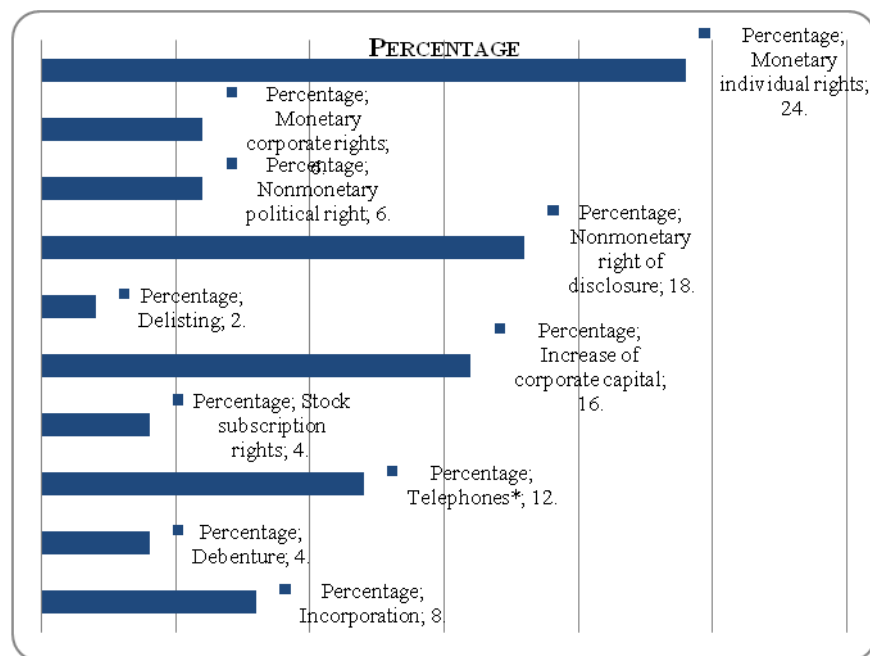 PERCENTAGE
Percentage;
Monetary
individual rights;
24.
Percentage;
Monetary
corporate rights;
6.
Percentage;
Nonmonetary
political right; 6.
Percentage;
Nonmonetary
right of
disclosure; 18.
Percentage;
Delisting; 2.
Percentage;
Increase of
corporate capital;
16.
Percentage; Stock
subscription
rights; 4.
Percentage;
Telephones*; 12.
Percentage;
Debenture; 4.
Percentage;
Incorporation; 8.